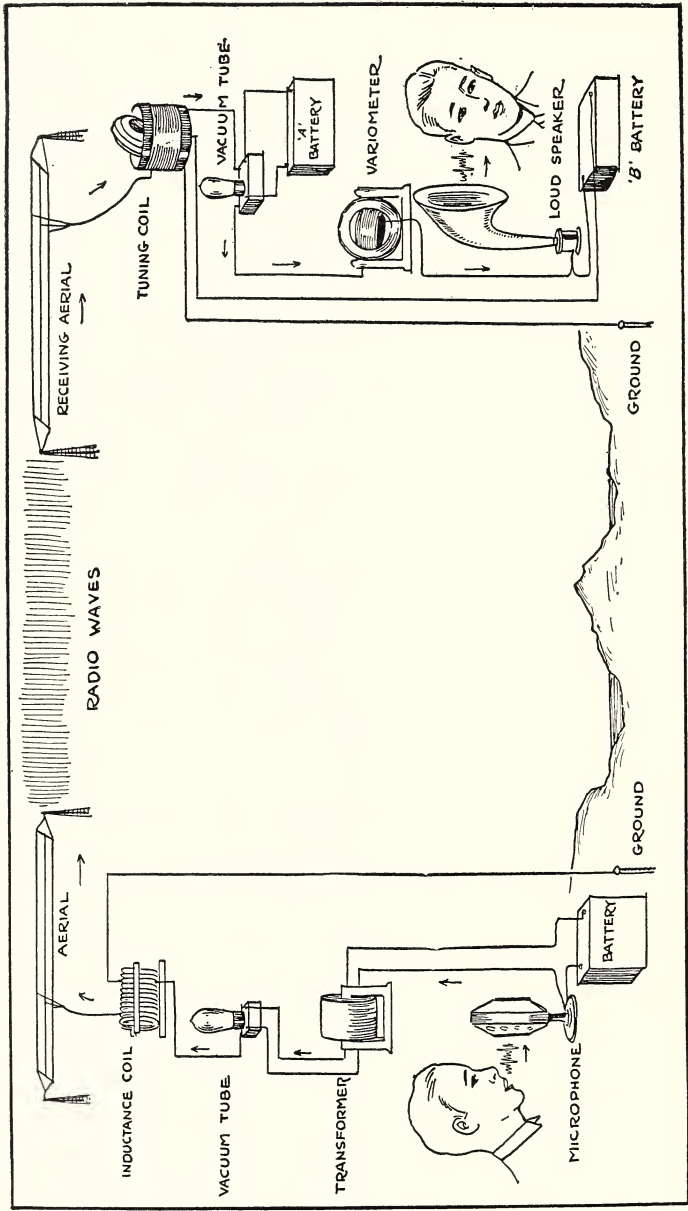 AERIAL
RADIO WAVES
RECEIVING AERIAL
INDUCTANCE COIL
TUNING COIL
VACUUM TUBE
VACUUM TUBE
'A'
BATTERY
TRANSFORMER
VARIOMETER
MICROPHONE
BATTERY
GROUND
GROUND
LOUD SPEAKER
'B' BATTERY